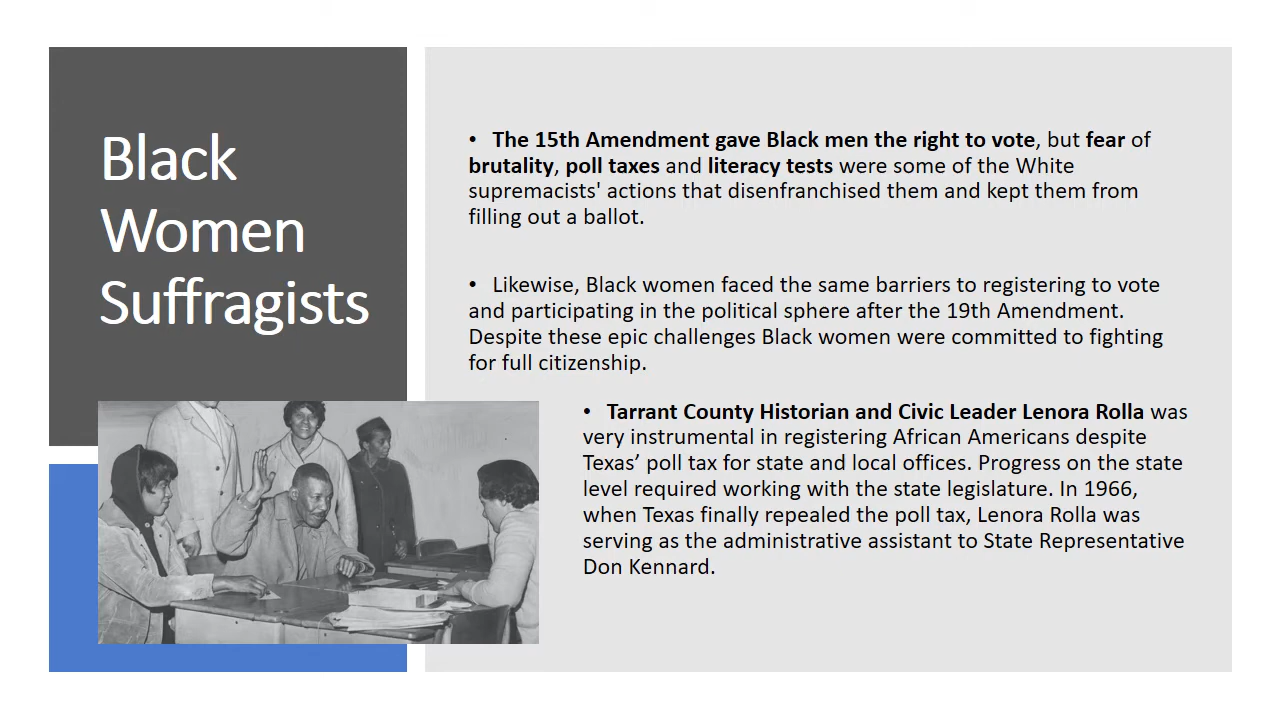 Black
Women
Suffragists
• The 15th Amendment gave Black men the right to vote, but fear of
brutality, poll taxes and literacy tests were some of the White
supremacists' actions that disenfranchised them and kept them from
filling out a ballot.
• Likewise, Black women faced the same barriers to registering to vote
and participating in the political sphere after the 19th Amendment.
Despite these epic challenges Black women were committed to fighting
for full citizenship.
• Tarrant County Historian and Civic Leader Lenora Rolla was
very instrumental in registering African Americans despite
Texas’ poll tax for state and local offices. Progress on the state
level required working with the state legislature. In 1966,
when Texas finally repealed the poll tax, Lenora Rolla was
serving as the administrative assistant to State Representative
Don Kennard.